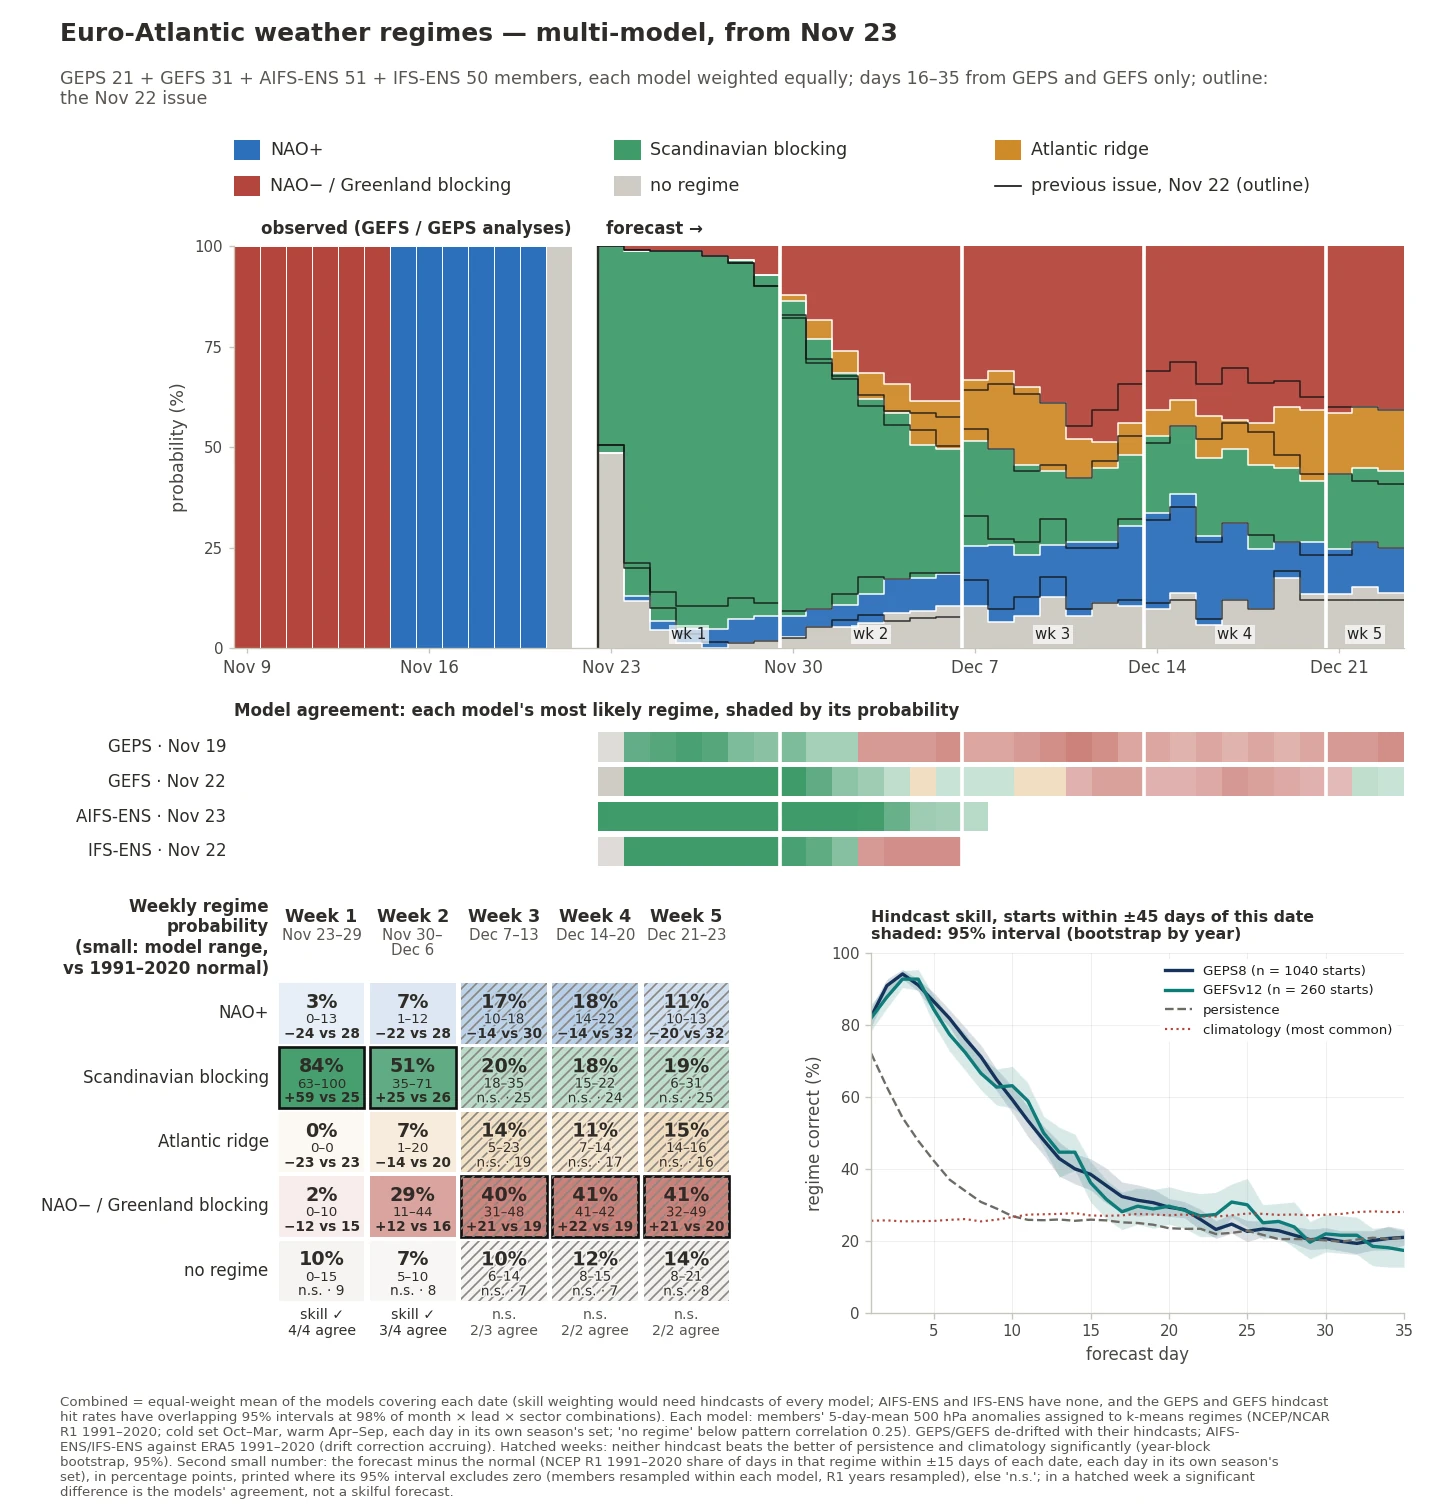 Euro-Atlantic weather regimes — multi-model, from Nov 23
GEPS 21 + GEFS 31 + AIFS-ENS 51 + IFS-ENS 50 members, each model weighted equally; days 16–35 from GEPS and GEFS only; outline:
the Nov 22 issue
NAO+
Scandinavian blocking
Atlantic ridge
NAO− / Greenland blocking
no regime
previous issue, Nov 22 (outline)
observed (GEFS / GEPS analyses)
forecast →
probability (%)
100
75
50
25
0
wk 1
wk 2
wk 3
wk 4
wk 5
Nov 9
Nov 16
Nov 23
Nov 30
Dec 7
Dec 14
Dec 21
Model agreement: each model's most likely regime, shaded by its probability
GEPS · Nov 19
GEFS · Nov 22
AIFS-ENS · Nov 23
IFS-ENS · Nov 22
Weekly regime
probability
(small: model range,
vs 1991–2020 normal)
Week 1
Nov 23–29
Week 2
Nov 30–
Dec 6
Week 3
Dec 7–13
Week 4
Dec 14–20
Week 5
Dec 21–23
NAO+
3%
0–13
−24 vs 28
7%
1–12
−22 vs 28
17%
10–18
−14 vs 30
18%
14–22
−14 vs 32
11%
10–13
−20 vs 32
Scandinavian blocking
84%
63–100
+59 vs 25
51%
35–71
+25 vs 26
20%
18–35
n.s. · 25
18%
15–22
n.s. · 24
19%
6–31
n.s. · 25
Atlantic ridge
0%
0–0
−23 vs 23
7%
1–20
−14 vs 20
14%
5–23
n.s. · 19
11%
7–14
n.s. · 17
15%
14–16
n.s. · 16
NAO− / Greenland blocking
2%
0–10
−12 vs 15
29%
11–44
+12 vs 16
40%
31–48
+21 vs 19
41%
41–42
+22 vs 19
41%
32–49
+21 vs 20
no regime
10%
0–15
n.s. · 9
7%
5–10
n.s. · 8
10%
6–14
n.s. · 7
12%
8–15
n.s. · 7
14%
8–21
n.s. · 8
skill ✓
4/4 agree
skill ✓
3/4 agree
n.s.
2/3 agree
n.s.
2/2 agree
n.s.
2/2 agree
Hindcast skill, starts within ±45 days of this date
shaded: 95% interval (bootstrap by year)
GEPS8 (n = 1040 starts)
GEFSv12 (n = 260 starts)
persistence
climatology (most common)
regime correct (%)
100
80
60
40
20
0
5
10
15
20
25
30
35
forecast day
Combined = equal-weight mean of the models covering each date (skill weighting would need hindcasts of every model; AIFS-ENS and IFS-ENS have none, and the GEPS and GEFS hindcast
hit rates have overlapping 95% intervals at 98% of month × lead × sector combinations). Each model: members' 5-day-mean 500 hPa anomalies assigned to k-means regimes (NCEP/NCAR
R1 1991–2020; cold set Oct–Mar, warm Apr–Sep, each day in its own season's set; 'no regime' below pattern correlation 0.25). GEPS/GEFS de-drifted with their hindcasts; AIFS-
ENS/IFS-ENS against ERA5 1991–2020 (drift correction accruing). Hatched weeks: neither hindcast beats the better of persistence and climatology significantly (year-block
bootstrap, 95%). Second small number: the forecast minus the normal (NCEP R1 1991–2020 share of days in that regime within ±15 days of each date, each day in its own season's
set), in percentage points, printed where its 95% interval excludes zero (members resampled within each model, R1 years resampled), else 'n.s.'; in a hatched week a significant
difference is the models' agreement, not a skilful forecast.